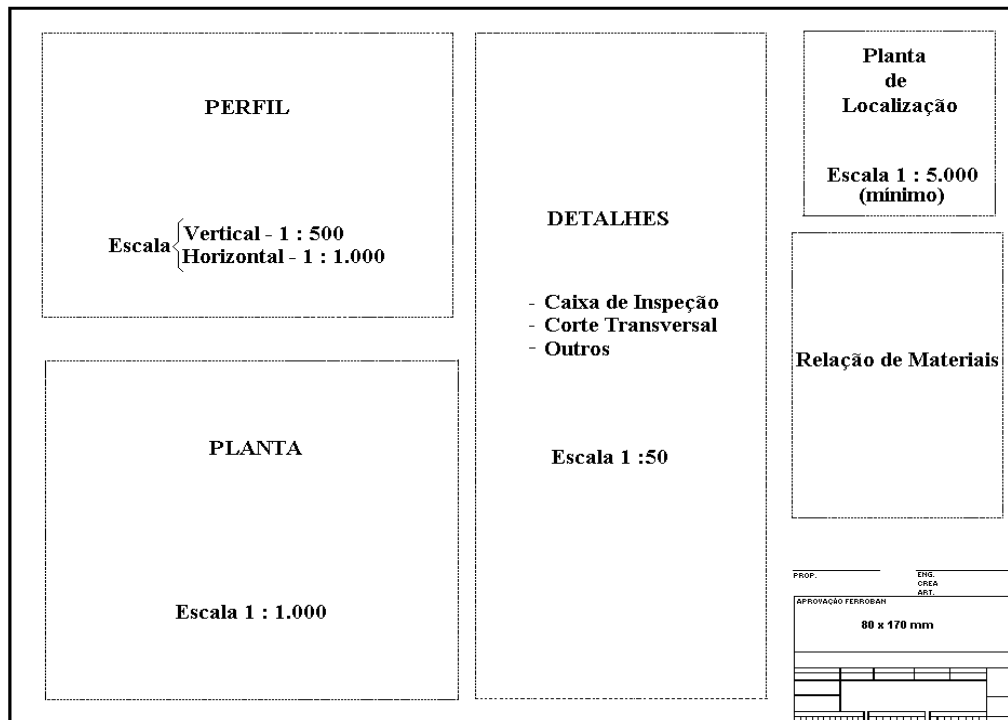 PERFIL
Escala
Vertical - 1 : 500
Horizontal - 1 : 1.000
PLANTA
Escala 1 : 1.000
DETALHES
- Caixa de Inspeção
- Corte Transversal
- Outros
Escala 1 :50
Planta
de
Localização
Escala 1 : 5.000
(mínimo)
Relação de Materiais
PROP.
ENG.
CREA
ART.
APROVAÇÃO FERROBAN
80 x 170 mm